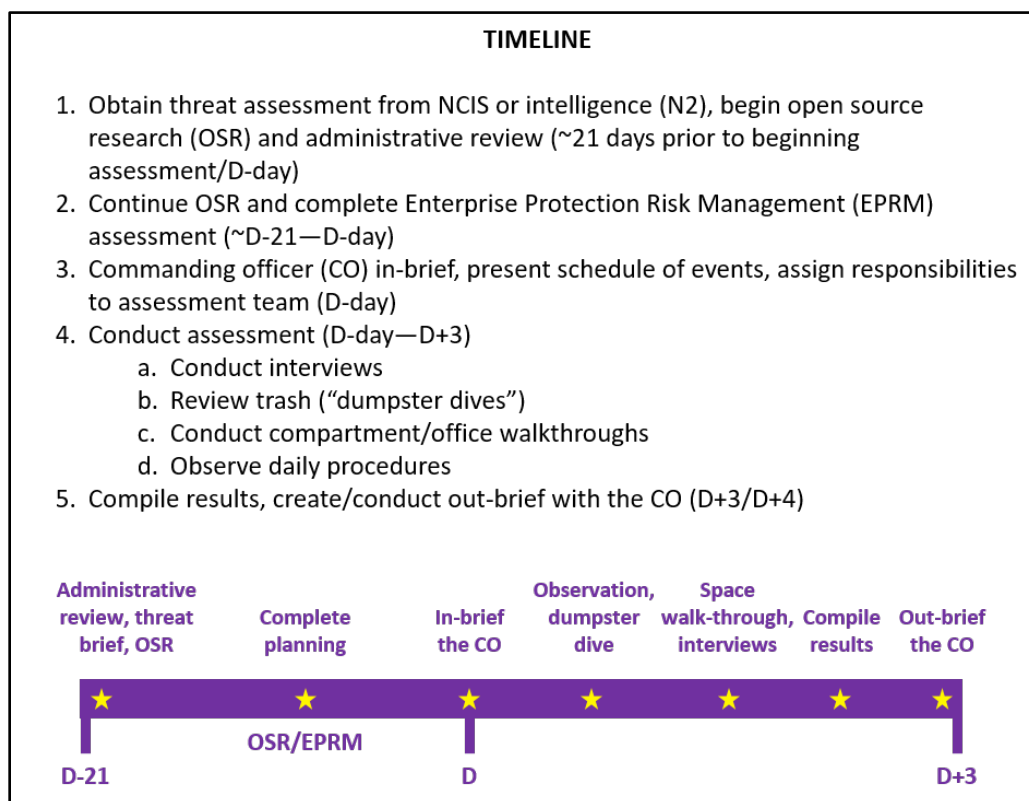 TIMELINE
1. Obtain threat assessment from NCIS or intelligence (N2), begin open source
research (OSR) and administrative review (~21 days prior to beginning
assessment/D-day)
2. Continue OSR and complete Enterprise Protection Risk Management (EPRM)
assessment (~D-21—D-day)
3. Commanding officer (CO) in-brief, present schedule of events, assign responsibilities
to assessment team (D-day)
4. Conduct assessment (D-day—D+3)
a. Conduct interviews
b. Review trash (“dumpster dives”)
c. Conduct compartment/office walkthroughs
d. Observe daily procedures
5. Compile results, create/conduct out-brief with the CO (D+3/D+4)
Administrative
review, threat
brief, OSR
Complete
planning
In-brief
the CO
Observation,
dumpster
dive
Space
walk-through,
interviews
Compile
results
Out-brief
the CO
OSR/EPRM
D-21
D
D+3